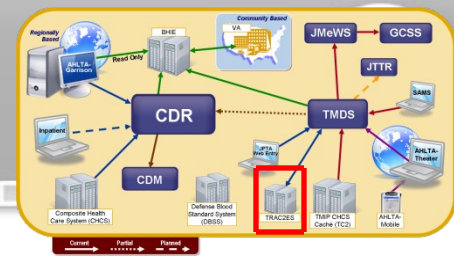 Community Based
Regionally
Based
BHIE
VA
JMeWS
GCSS
AHLTA-
Garrison
Read Only
JTTR
SAMS
CDR
TMDS
Inpatient
JPTA
Web Entry
AHLTA-
Theater
CDM
Composite Health
Care System (CHCS)
Defense Blood
Standard System
(DBSS)
TRAC2ES
TMIP CHCS
Caché (TC2)
AHLTA-
Mobile
Current
Partial
Planned